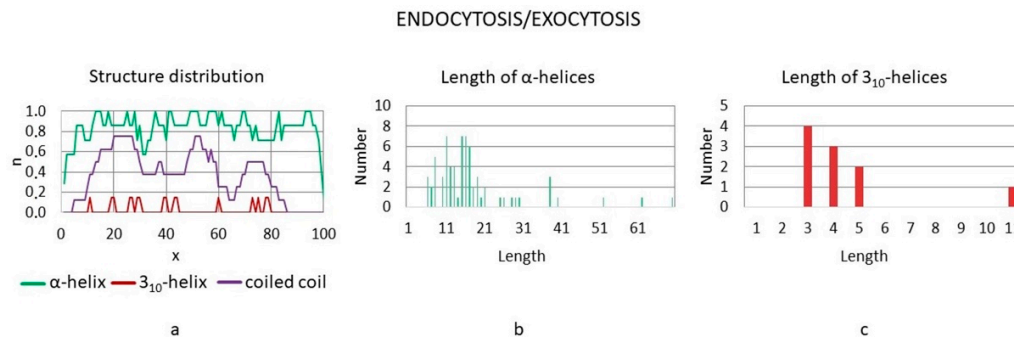 ENDOCYTOSIS/EXOCYTOSIS
Structure distribution
1.0
0.8
0.6
0.4
0.2
0.0
n
0 20 40 60 80 100
x
α-helix 3₁₀-helix coiled coil
a
Length of α-helices
10
8
6
4
2
0
Number
1 11 21 31 41 51 61
Length
b
Length of 3₁₀-helices
5
4
3
2
1
0
Number
1 2 3 4 5 6 7 8 9 10
Length
c